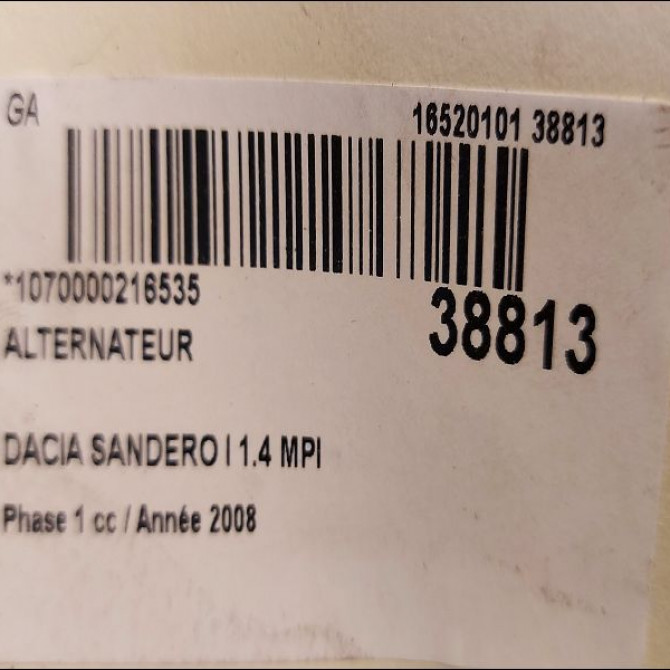 GA 16520101 38813
*1070000216535
38813
ALTERNATEUR
DACIA SANDERO I 1.4 MPI
Phase 1 cc / Année 2008